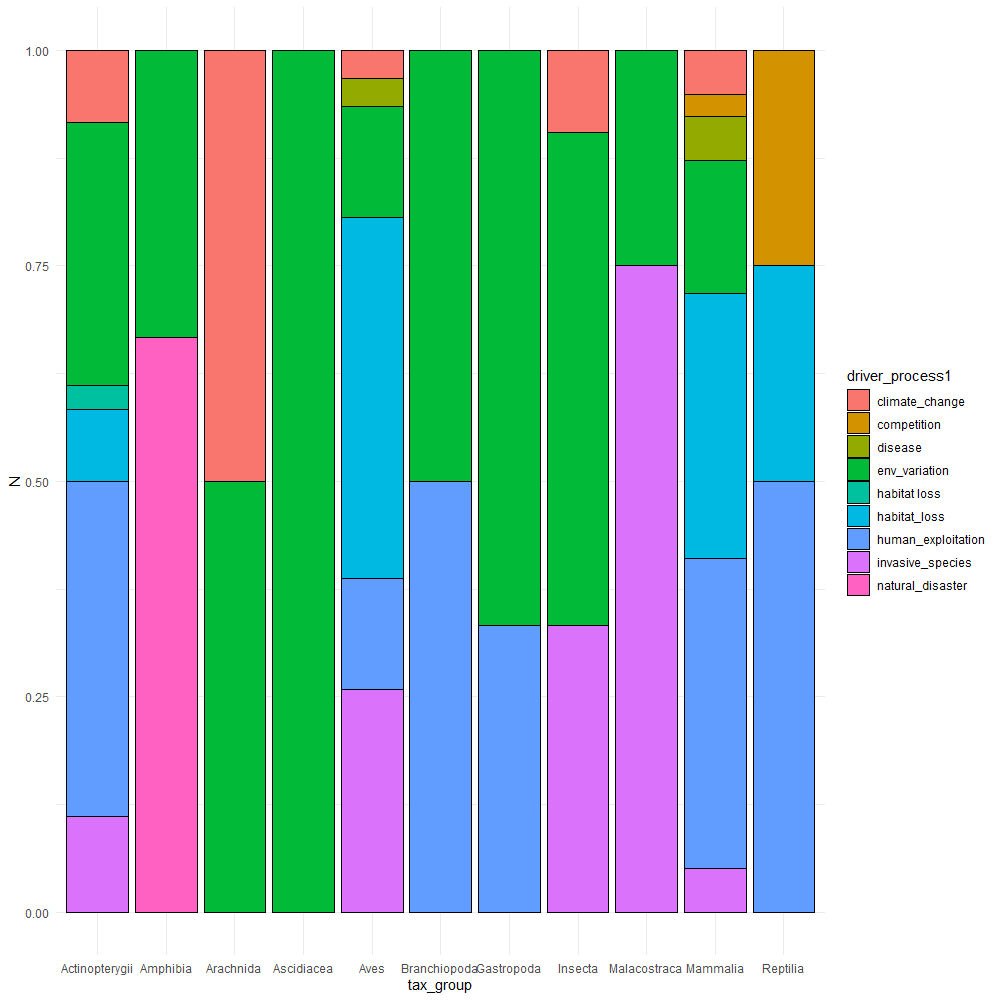 1.00
0.75
0.50
0.25
0.00
N
Actinopterygii Amphibia Arachnida Ascidiacea Aves Branchiopoda Gastropoda Insecta Malacostraca Mammalia Reptilia
tax_group
driver_process1
climate_change
competition
disease
env_variation
habitat loss
habitat_loss
human_exploitation
invasive_species
natural_disaster